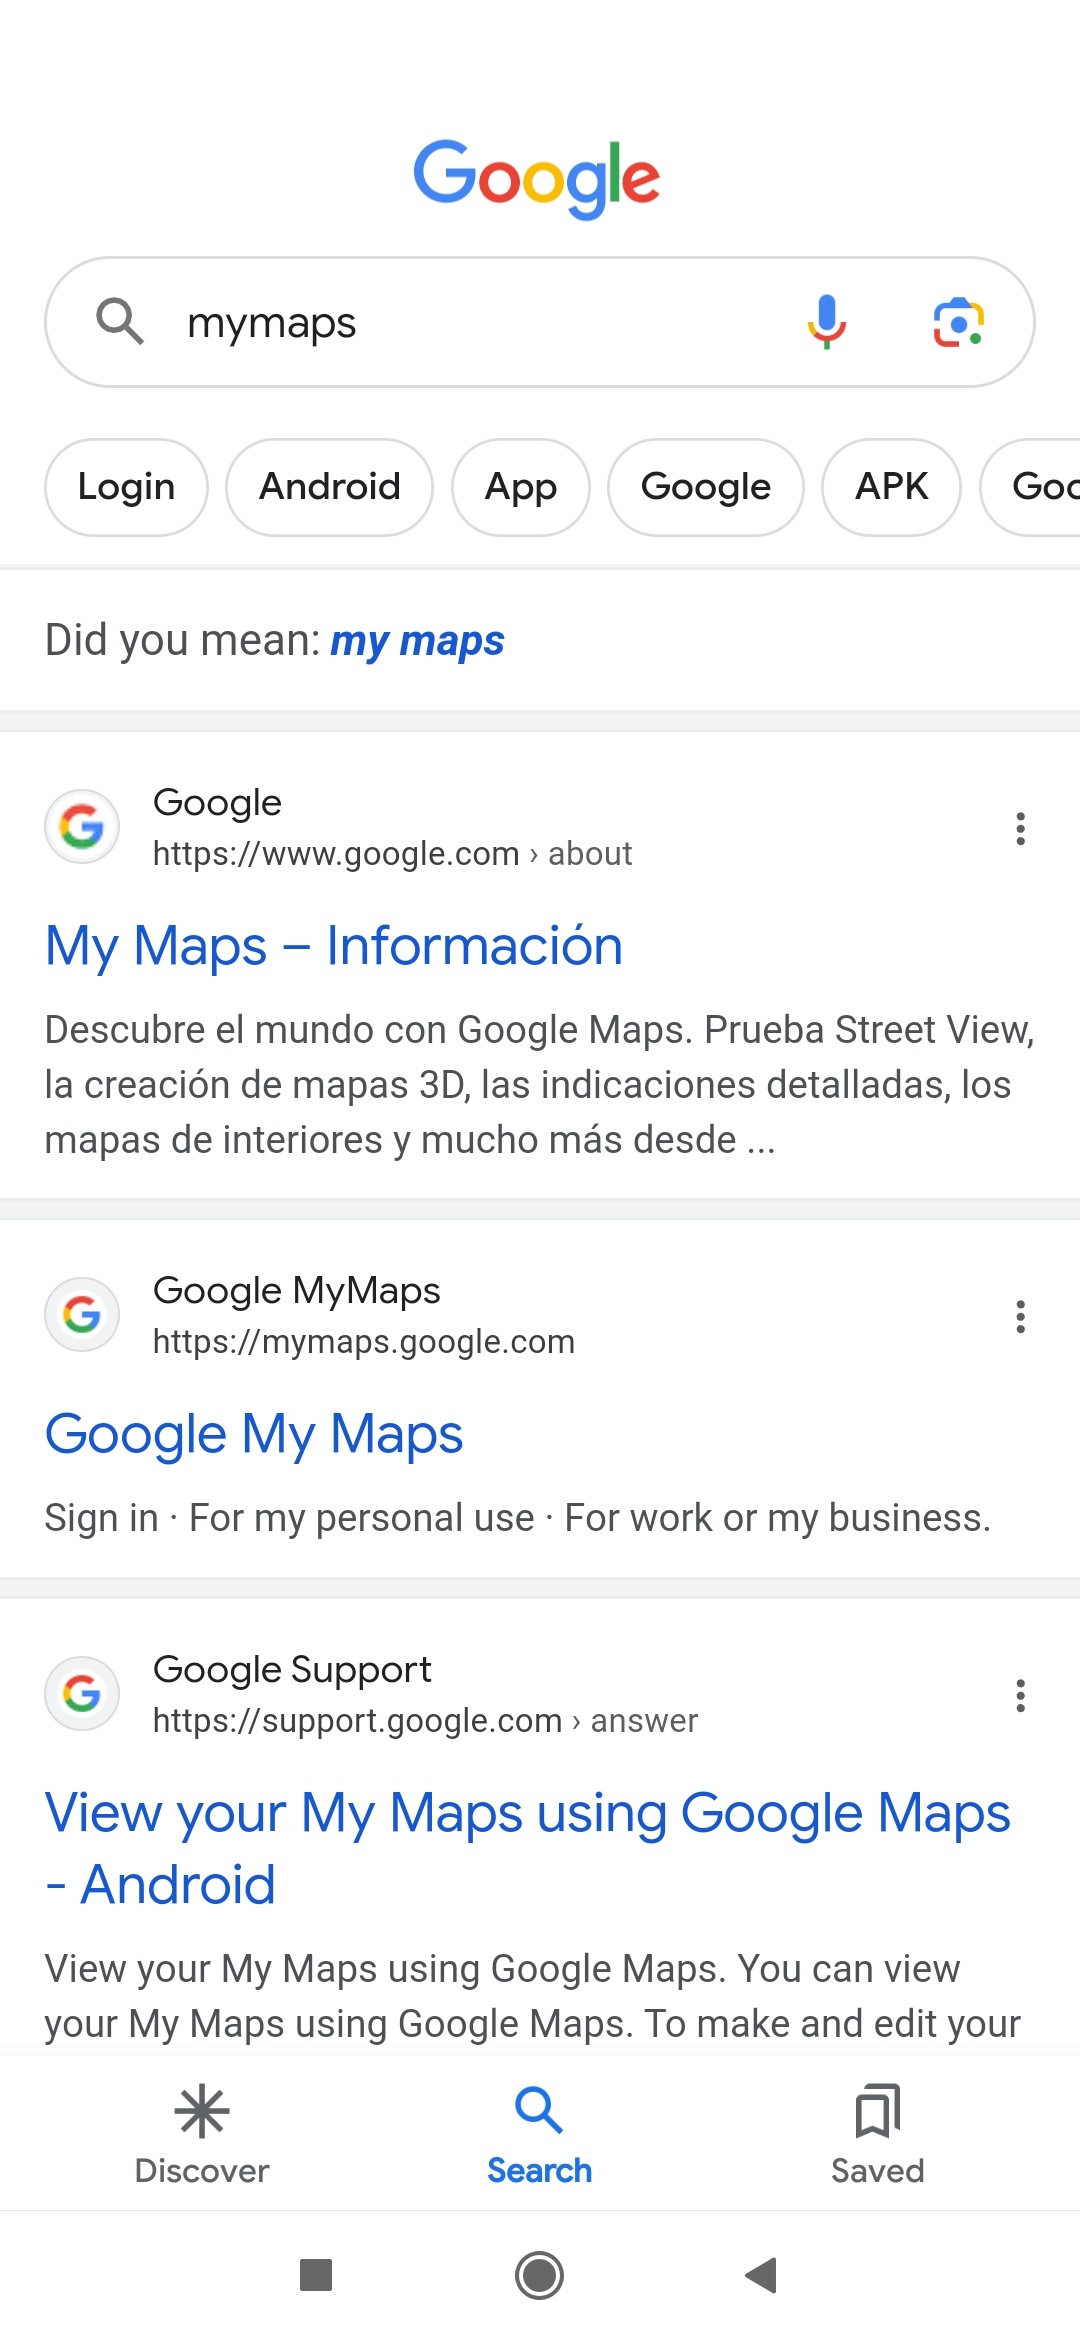 Google
mymaps
Login Android App Google APK Goo
Did you mean: my maps
Google
https://www.google.com › about
My Maps – Información
Descubre el mundo con Google Maps. Prueba Street View,
la creación de mapas 3D, las indicaciones detalladas, los
mapas de interiores y mucho más desde ...
Google MyMaps
https://mymaps.google.com
Google My Maps
Sign in · For my personal use · For work or my business.
Google Support
https://support.google.com › answer
View your My Maps using Google Maps
- Android
View your My Maps using Google Maps. You can view
your My Maps using Google Maps. To make and edit your
Discover Search Saved